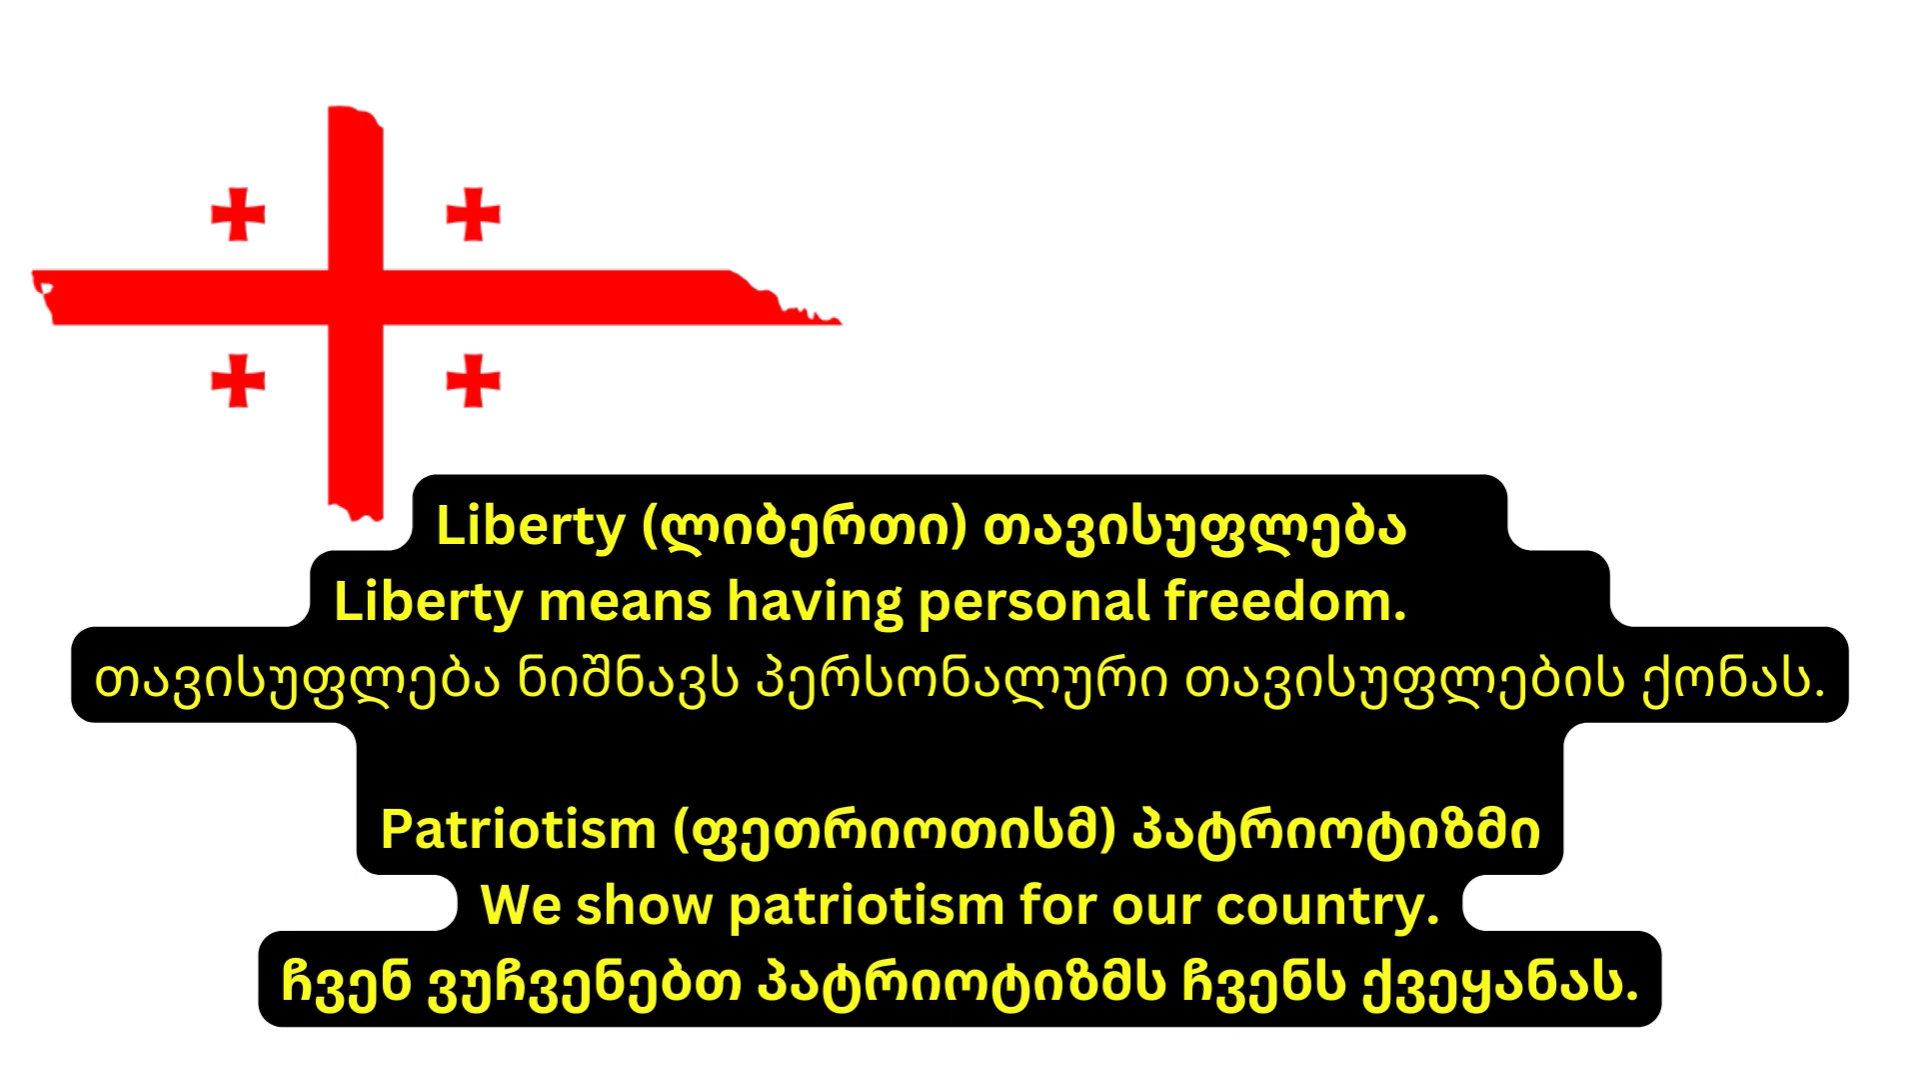 Liberty (ლიბერთი) თავისუფლება
Liberty means having personal freedom.
თავისუფლება ნიშნავს პერსონალური თავისუფლების ქონას.
Patriotism (ფეთრიოთისმ) პატრიოტიზმი
We show patriotism for our country.
ჩვენ ვუჩვენებთ პატრიოტიზმს ჩვენს ქვეყანას.